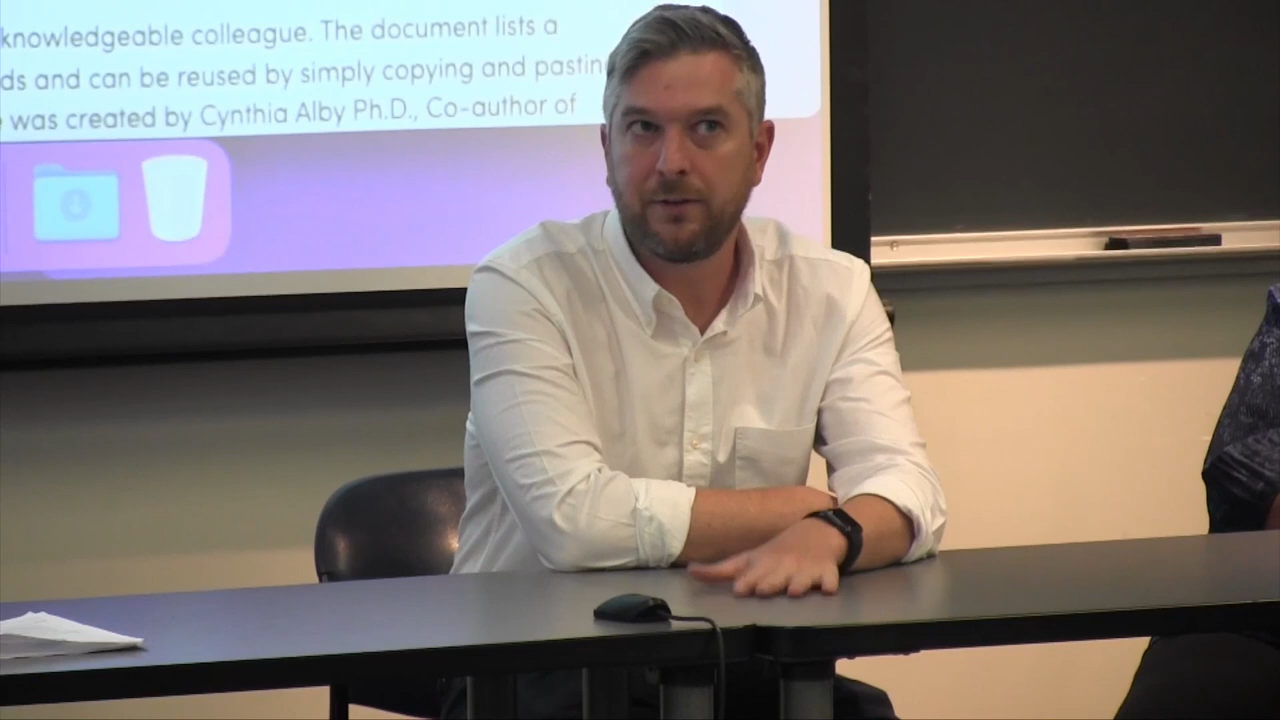 knowledgeable colleague. The document lists a
ds and can be reused by simply copying and pastin
was created by Cynthia Alby Ph.D., Co-author of